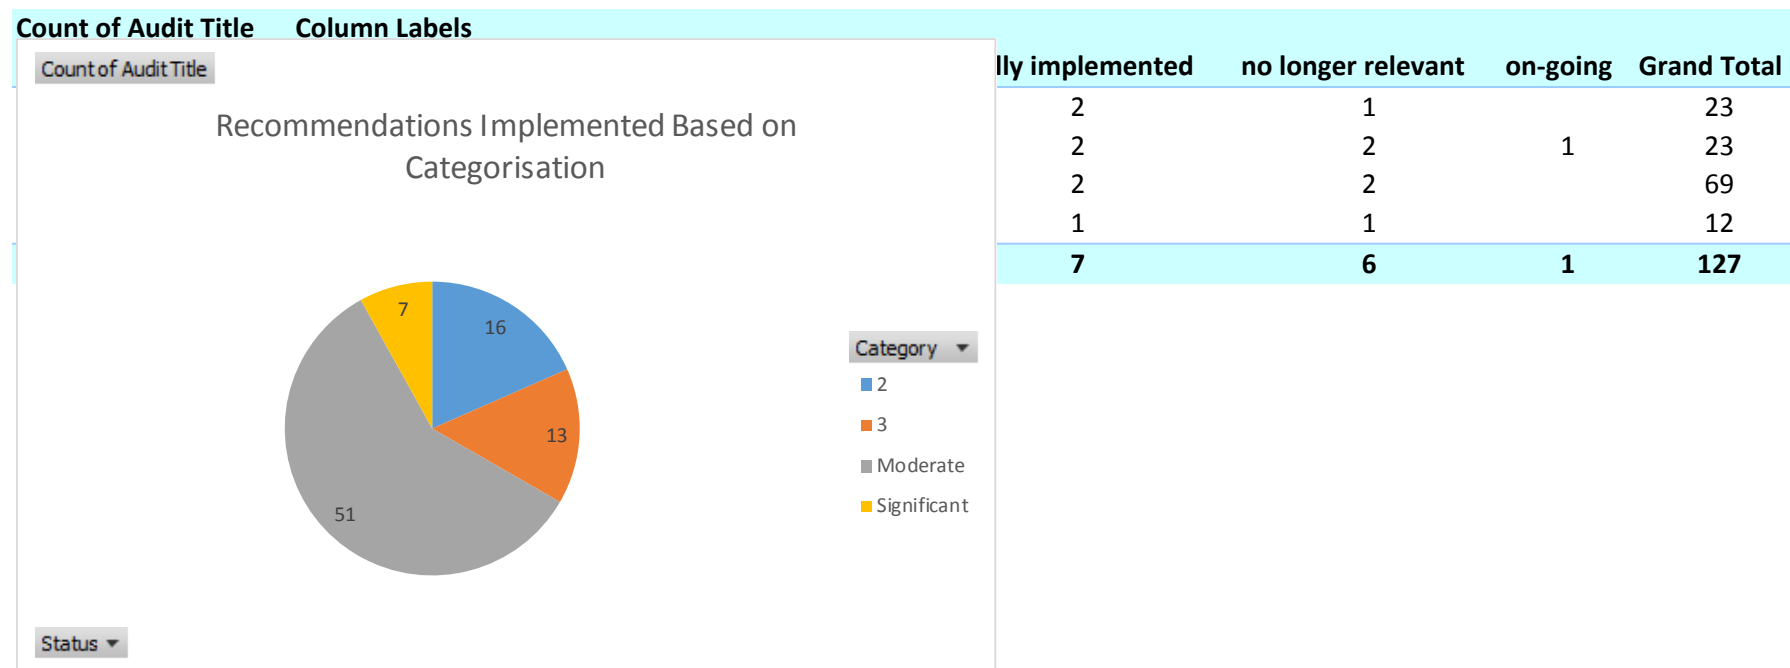 Count of Audit Title Column Labels
lly implemented no longer relevant on-going Grand Total
2 1 23
2 2 1 23
2 2 69
1 1 12
7 6 1 127
Count of Audit Title
Recommendations Implemented Based on
Categorisation
7
16
13
51
Category
2
3
Moderate
Significant
Status